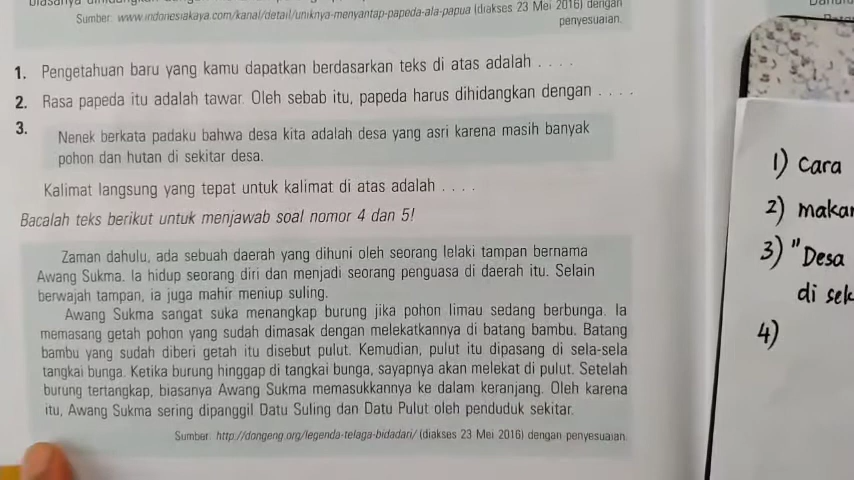 Sumber: www.indonesiakaya.com/kanal/detail/uniknya-menyantap-papeda-ala-papua (diakses 23 Mei 2016) dengan
penyesuaian.
1. Pengetahuan baru yang kamu dapatkan berdasarkan teks di atas adalah . . . .
2. Rasa papeda itu adalah tawar. Oleh sebab itu, papeda harus dihidangkan dengan . . . .
3.
Nenek berkata padaku bahwa desa kita adalah desa yang asri karena masih banyak
pohon dan hutan di sekitar desa.
Kalimat langsung yang tepat untuk kalimat di atas adalah . . . .
Bacalah teks berikut untuk menjawab soal nomor 4 dan 5!
Zaman dahulu, ada sebuah daerah yang dihuni oleh seorang lelaki tampan bernama
Awang Sukma. Ia hidup seorang diri dan menjadi seorang penguasa di daerah itu. Selain
berwajah tampan, ia juga mahir meniup suling.
Awang Sukma sangat suka menangkap burung jika pohon limau sedang berbunga. Ia
memasang getah pohon yang sudah dimasak dengan melekatkannya di batang bambu. Batang
bambu yang sudah diberi getah itu disebut pulut. Kemudian, pulut itu dipasang di sela-sela
tangkai bunga. Ketika burung hinggap di tangkai bunga, sayapnya akan melekat di pulut. Setelah
burung tertangkap, biasanya Awang Sukma memasukkannya ke dalam keranjang. Oleh karena
itu, Awang Sukma sering dipanggil Datu Suling dan Datu Pulut oleh penduduk sekitar.
Sumber: http://dongeng.org/legenda-telaga-bidadari/ (diakses 23 Mei 2016) dengan penyesuaian.
1) cara
2) makan
3) "Desa
di sek
4)